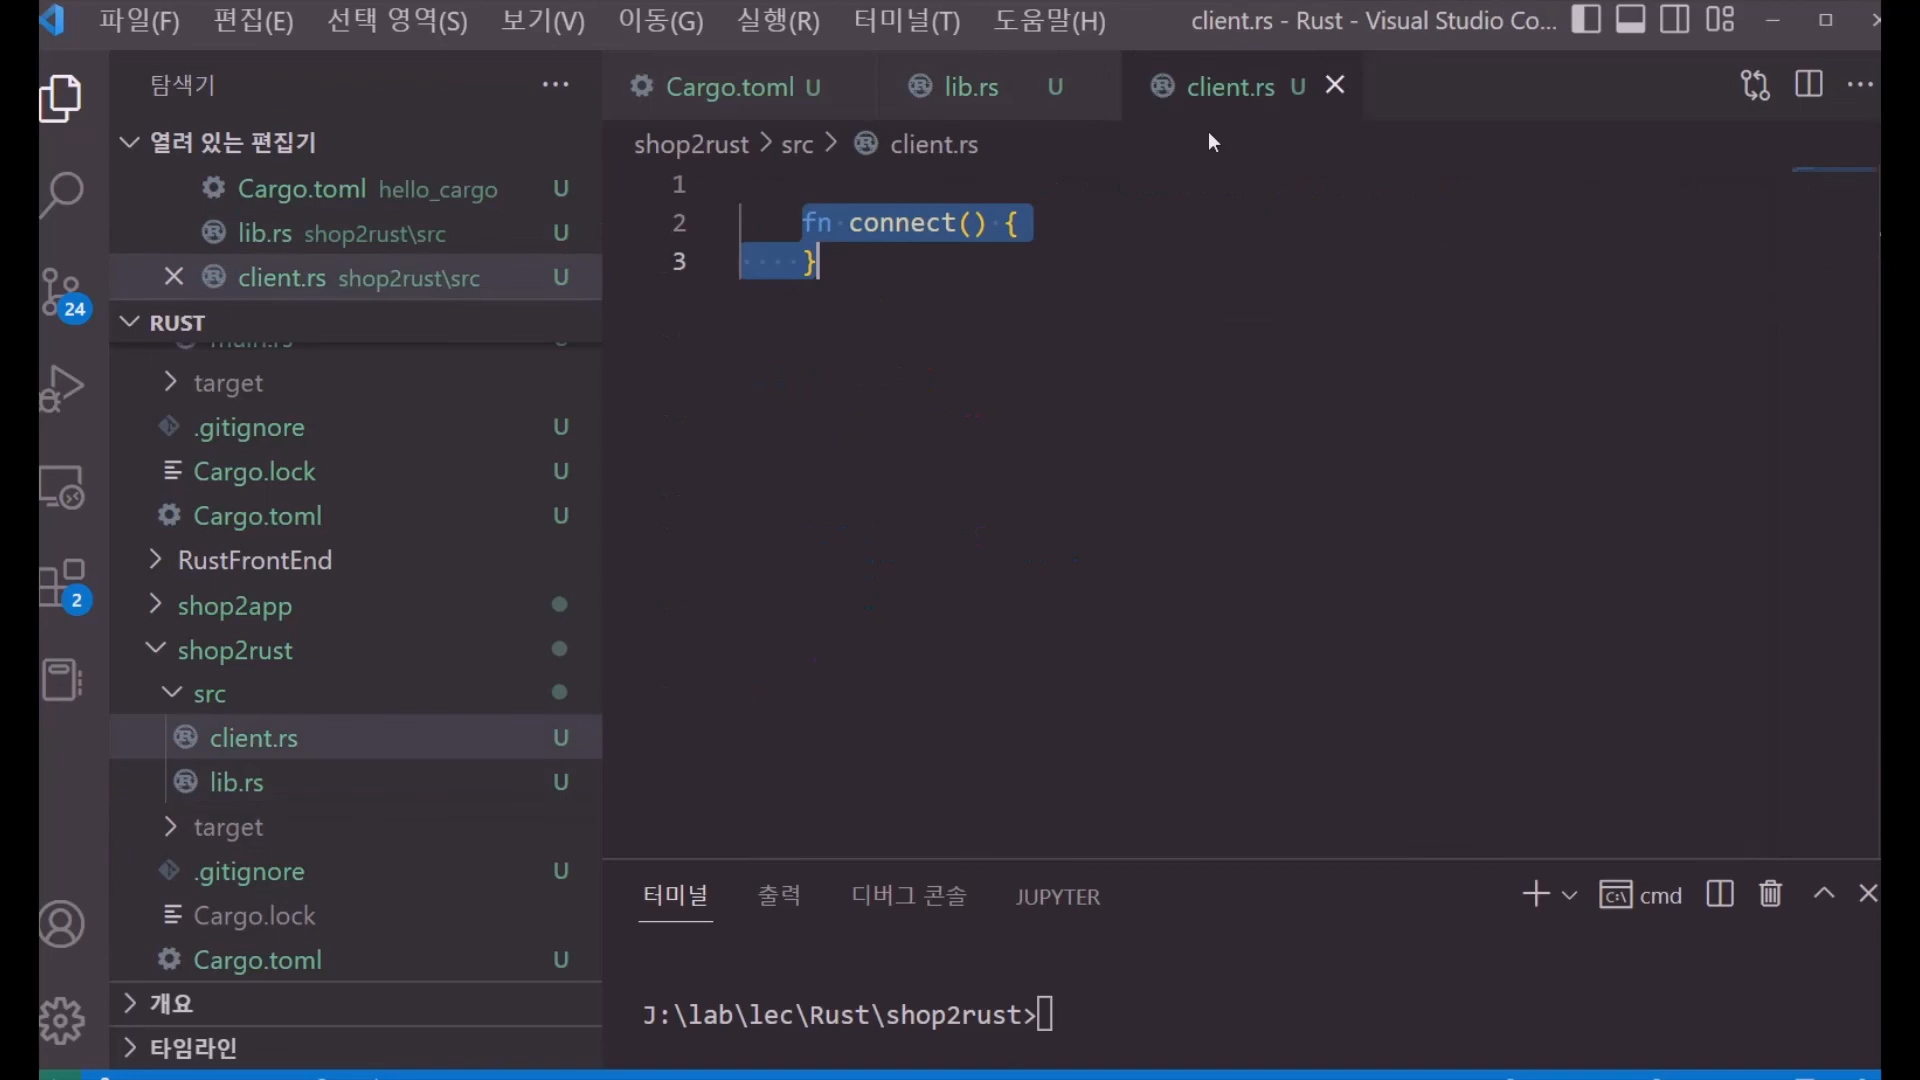 파일(F) 편집(E) 선택 영역(S) 보기(V) 이동(G) 실행(R) 터미널(T) 도움말(H) client.rs - Rust - Visual Studio Co...
탐색기
열려 있는 편집기
Cargo.toml hello_cargo U
lib.rs shop2rust\src U
client.rs shop2rust\src U
RUST
main.rs
target
.gitignore U
Cargo.lock U
Cargo.toml U
RustFrontEnd
shop2app
shop2rust
src
client.rs U
lib.rs U
target
.gitignore U
Cargo.lock
Cargo.toml U
개요
타임라인
24
2
Cargo.toml U lib.rs U client.rs U
shop2rust > src > client.rs
1
2 fn connect() {
3 }
터미널 출력 디버그 콘솔 JUPYTER cmd
J:\lab\lec\Rust\shop2rust>